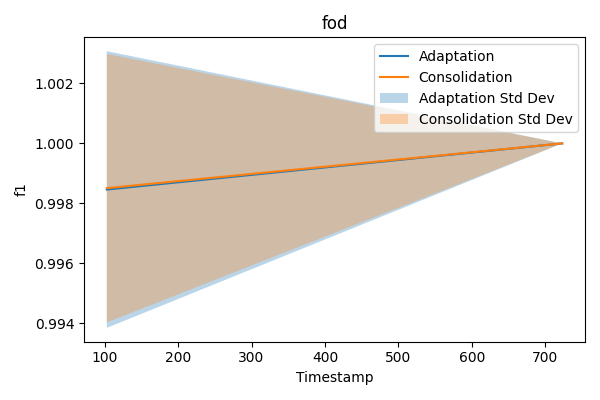 fod
f1
1.002
1.000
0.998
0.996
0.994
Adaptation
Consolidation
Adaptation Std Dev
Consolidation Std Dev
100 200 300 400 500 600 700
Timestamp